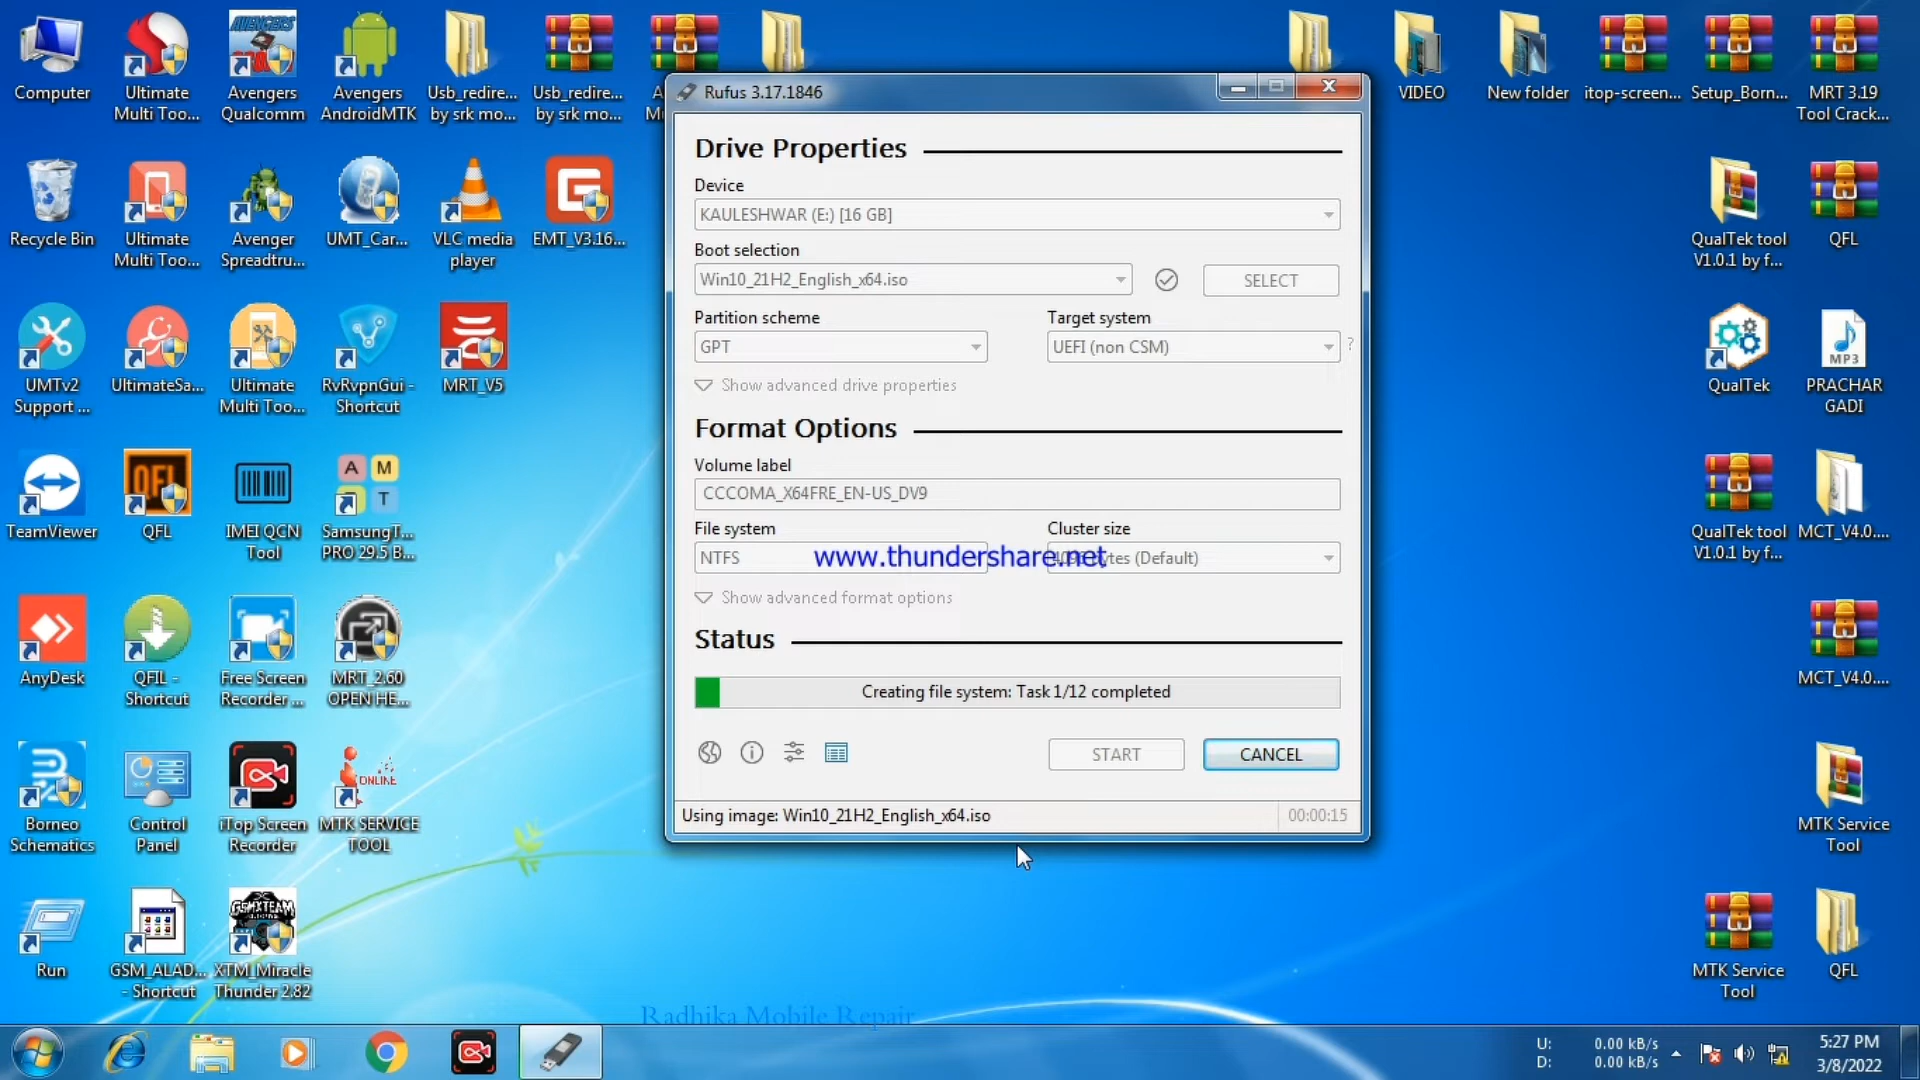 Computer
Ultimate
Multi Too...
Avengers
Qualcomm
Avengers
AndroidMTK
Usb_redire...
by srk mo...
Usb_redire...
by srk mo...
VIDEO
New folder
itop-screen...
Setup_Born...
MRT 3.19
Tool Crack...
Recycle Bin
Ultimate
Multi Too...
Avenger
Spreadtru...
UMT_Car...
VLC media
player
EMT_V3.16...
QualTek tool
V1.0.1 by f...
QFL
UMTv2
Support ...
UltimateSa...
Ultimate
Multi Too...
RvRvpnGui -
Shortcut
MRT_V5
QualTek
MP3
PRACHAR
GADI
TeamViewer
QFL
IMEI QCN
Tool
A M
T
SamsungT...
PRO 29.5 B...
QualTek tool
V1.0.1 by f...
MCT_V4.0....
AnyDesk
QFIL -
Shortcut
Free Screen
Recorder ...
MRT_2.60
OPEN HE...
MCT_V4.0....
Borneo
Schematics
Control
Panel
iTop Screen
Recorder
ONLINE
MTK SERVICE
TOOL
MTK Service
Tool
Run
GSM_ALAD...
- Shortcut
GSMXTEAM
XTM_Miracle
Thunder 2.82
MTK Service
Tool
QFL
Rufus 3.17.1846
Drive Properties
Device
KAULESHWAR (E:) [16 GB]
Boot selection
Win10_21H2_English_x64.iso
SELECT
Partition scheme
Target system
GPT
UEFI (non CSM)
?
Show advanced drive properties
Format Options
Volume label
CCCOMA_X64FRE_EN-US_DV9
File system
Cluster size
NTFS
4096 bytes (Default)
www.thundershare.net
Show advanced format options
Status
Creating file system: Task 1/12 completed
START
CANCEL
Using image: Win10_21H2_English_x64.iso
00:00:15
Radhika Mobile Repair
U: 0.00 kB/s
D: 0.00 kB/s
5:27 PM
3/8/2022